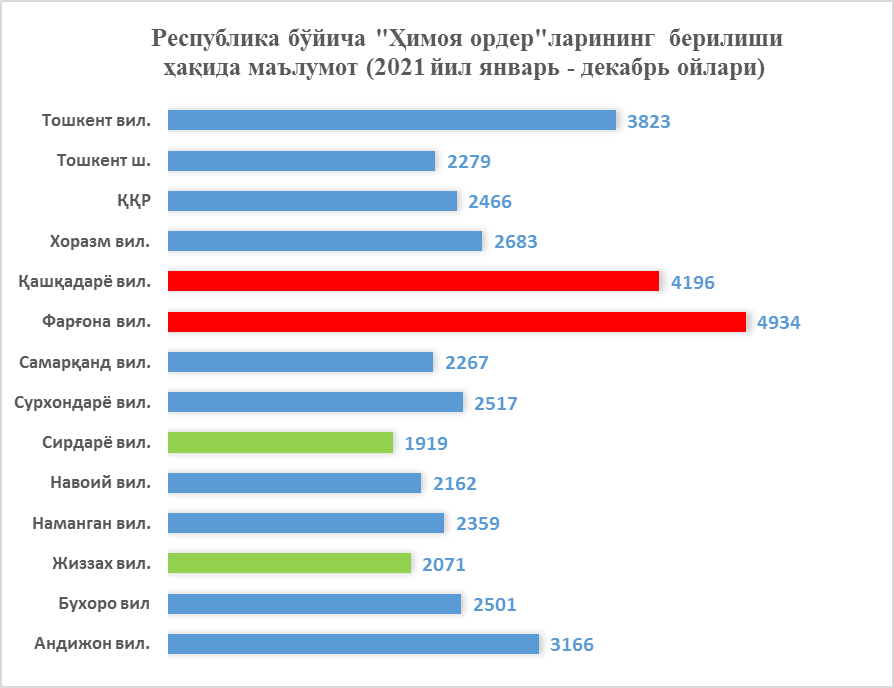 Республика бўйича "Ҳимоя ордер"ларининг  берилиши
ҳақида маълумот (2021 йил январь - декабрь ойлари)
Тошкент вил. 3823
Тошкент ш. 2279
ҚҚР 2466
Хоразм вил. 2683
Қашқадарё вил. 4196
Фарғона вил. 4934
Самарқанд вил. 2267
Сурхондарё вил. 2517
Сирдарё вил. 1919
Навоий вил. 2162
Наманган вил. 2359
Жиззах вил. 2071
Бухоро вил 2501
Андижон вил. 3166